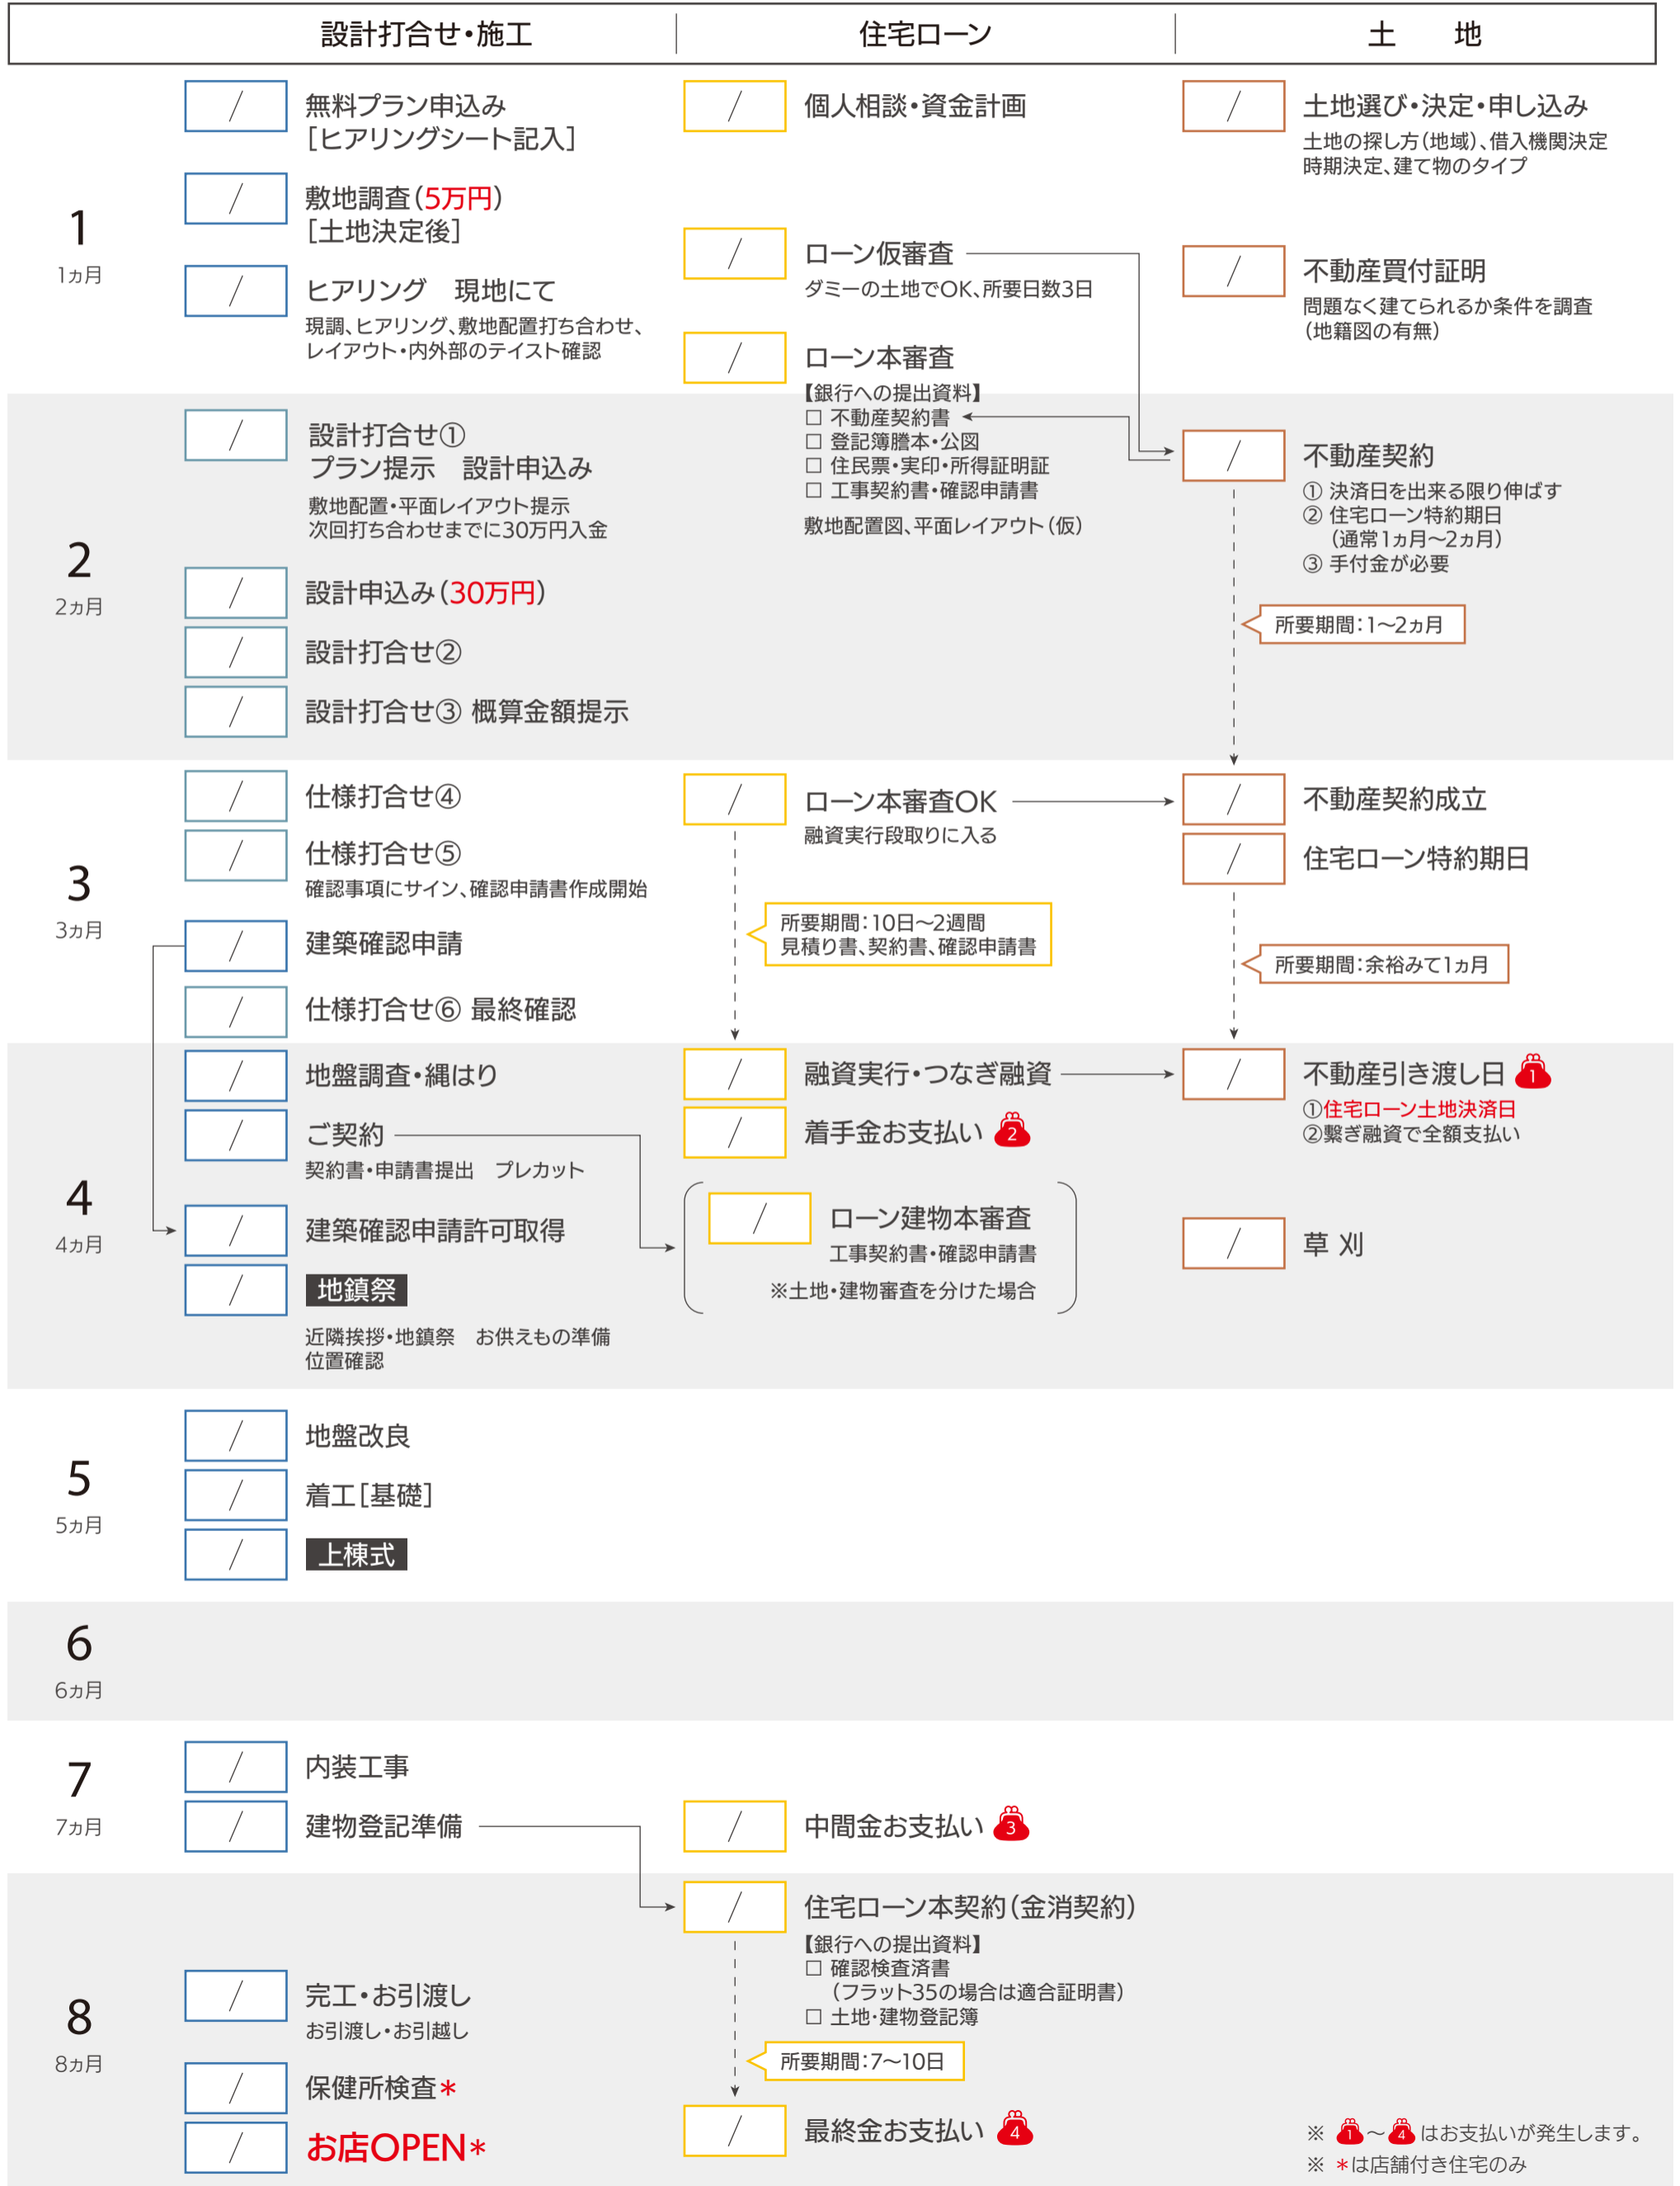 設計打合せ・施工
住宅ローン
土　　地
1
1ヵ月
／
無料プラン申込み
［ヒアリングシート記入］
／
敷地調査（5万円）
［土地決定後］
／
ヒアリング　現地にて
現調、ヒアリング、敷地配置打ち合わせ、
レイアウト・内外部のテイスト確認
／
個人相談・資金計画
／
ローン仮審査
ダミーの土地でOK、所要日数3日
／
ローン本審査
【銀行への提出資料】
□ 不動産契約書
□ 登記簿謄本・公図
□ 住民票・実印・所得証明証
□ 工事契約書・確認申請書
敷地配置図、平面レイアウト（仮）
／
土地選び・決定・申し込み
土地の探し方（地域）、借入機関決定
時期決定、建て物のタイプ
／
不動産買付証明
問題なく建てられるか条件を調査
（地籍図の有無）
2
2ヵ月
／
設計打合せ①
プラン提示　設計申込み
敷地配置・平面レイアウト提示
次回打ち合わせまでに30万円入金
／
設計申込み（30万円）
／
設計打合せ②
／
設計打合せ③ 概算金額提示
／
不動産契約
① 決済日を出来る限り伸ばす
② 住宅ローン特約期日
（通常1ヵ月〜2ヵ月）
③ 手付金が必要
所要期間：1〜2ヵ月
3
3ヵ月
／
仕様打合せ④
／
仕様打合せ⑤
確認事項にサイン、確認申請書作成開始
／
建築確認申請
／
仕様打合せ⑥ 最終確認
／
ローン本審査OK
融資実行段取りに入る
所要期間：10日〜2週間
見積り書、契約書、確認申請書
／
不動産契約成立
／
住宅ローン特約期日
所要期間：余裕みて1ヵ月
4
4ヵ月
／
地盤調査・縄はり
／
ご契約
契約書・申請書提出　プレカット
／
建築確認申請許可取得
／
地鎮祭
近隣挨拶・地鎮祭　お供えもの準備
位置確認
／
融資実行・つなぎ融資
／
着手金お支払い 2
／
ローン建物本審査
工事契約書・確認申請書
※土地・建物審査を分けた場合
／
不動産引き渡し日 1
①住宅ローン土地決済日
②繋ぎ融資で全額支払い
／
草 刈
5
5ヵ月
／
地盤改良
／
着工［基礎］
／
上棟式
6
6ヵ月
7
7ヵ月
／
内装工事
／
建物登記準備
／
中間金お支払い 3
8
8ヵ月
／
完工・お引渡し
お引渡し・お引越し
／
保健所検査＊
／
お店OPEN＊
／
住宅ローン本契約（金消契約）
【銀行への提出資料】
□ 確認検査済書
（フラット35の場合は適合証明書）
□ 土地・建物登記簿
所要期間：7〜10日
／
最終金お支払い 4
※ 1〜4はお支払いが発生します。
※ ＊は店舗付き住宅のみ